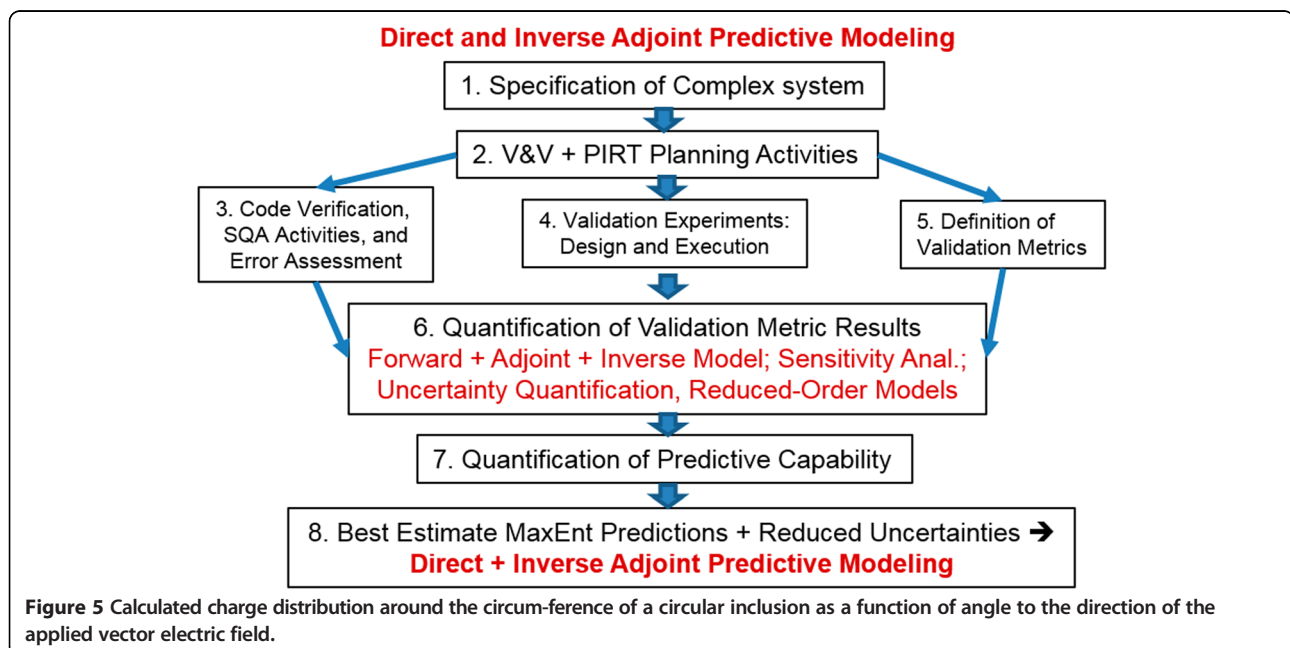 Direct and Inverse Adjoint Predictive Modeling
1. Specification of Complex system
2. V&V + PIRT Planning Activities
3. Code Verification,
SQA Activities, and
Error Assessment
4. Validation Experiments:
Design and Execution
5. Definition of
Validation Metrics
6. Quantification of Validation Metric Results
Forward + Adjoint + Inverse Model; Sensitivity Anal.;
Uncertainty Quantification, Reduced-Order Models
7. Quantification of Predictive Capability
8. Best Estimate MaxEnt Predictions + Reduced Uncertainties ➔
Direct + Inverse Adjoint Predictive Modeling
Figure 5 Calculated charge distribution around the circum-ference of a circular inclusion as a function of angle to the direction of the
applied vector electric field.